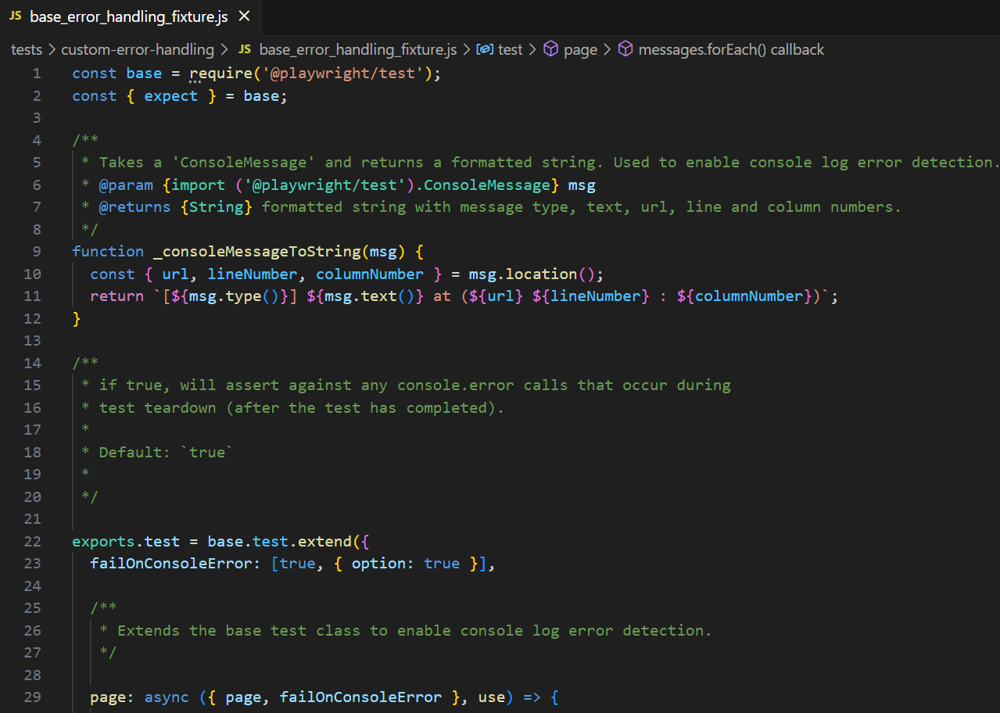 JS base_error_handling_fixture.js ×
tests > custom-error-handling > JS base_error_handling_fixture.js > test > page > messages.forEach() callback
1 const base = require('@playwright/test');
2 const { expect } = base;
3
4 /**
5 * Takes a 'ConsoleMessage' and returns a formatted string. Used to enable console log error detection.
6 * @param {import ('@playwright/test').ConsoleMessage} msg
7 * @returns {String} formatted string with message type, text, url, line and column numbers.
8 */
9 function _consoleMessageToString(msg) {
10 const { url, lineNumber, columnNumber } = msg.location();
11 return `[${msg.type()}] ${msg.text()} at (${url} ${lineNumber} : ${columnNumber})`;
12 }
13
14 /**
15 * if true, will assert against any console.error calls that occur during
16 * test teardown (after the test has completed).
17 *
18 * Default: `true`
19 *
20 */
21
22 exports.test = base.test.extend({
23 failOnConsoleError: [true, { option: true }],
24
25 /**
26 * Extends the base test class to enable console log error detection.
27 */
28
29 page: async ({ page, failOnConsoleError }, use) => {